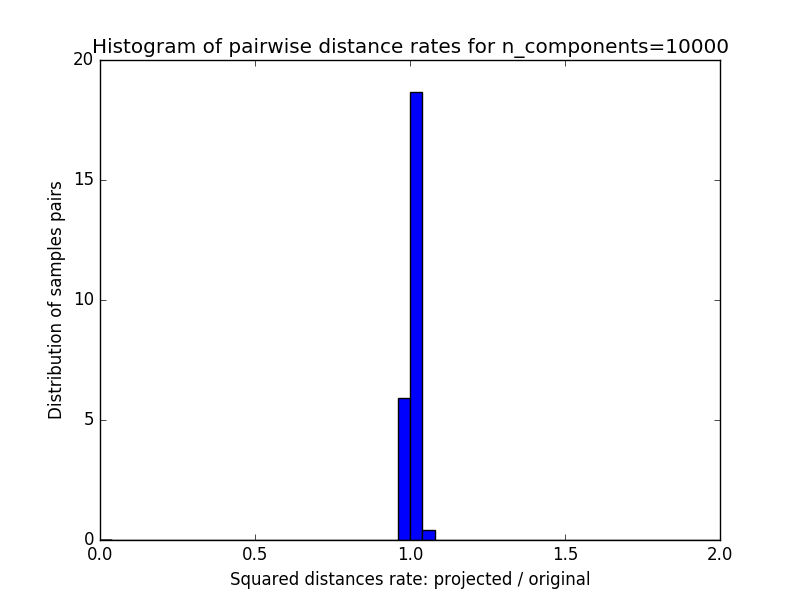 Histogram of pairwise distance rates for n_components=10000
20
15
10
5
0
Distribution of samples pairs
0.0 0.5 1.0 1.5 2.0
Squared distances rate: projected / original